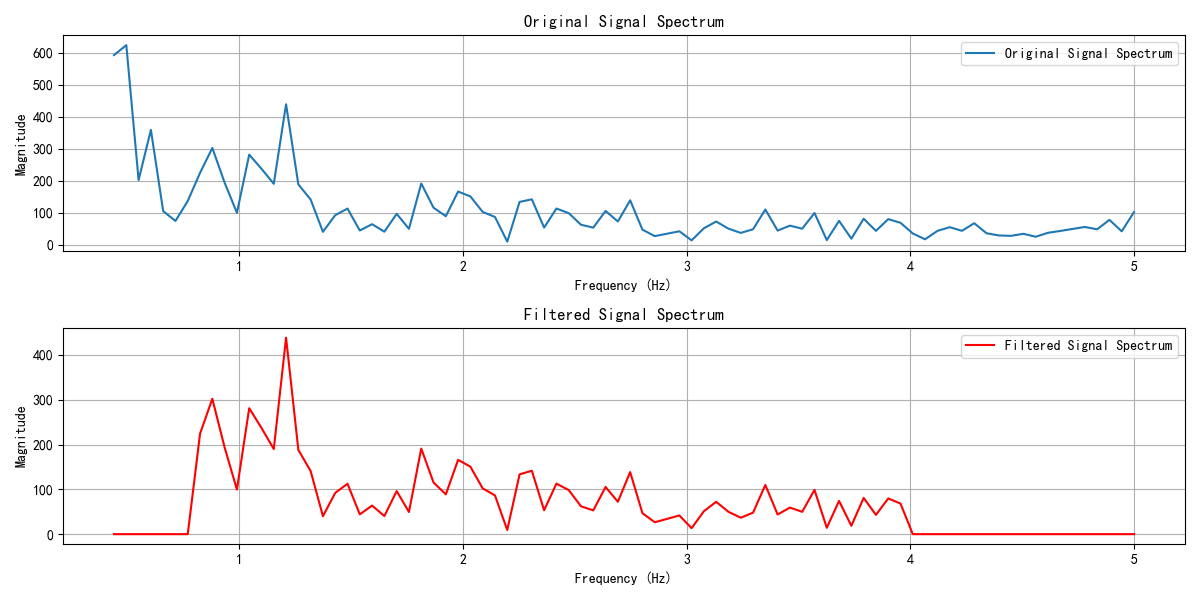 Original Signal Spectrum
Original Signal Spectrum
600
500
400
300
200
100
0
Magnitude
1 2 3 4 5
Frequency (Hz)
Filtered Signal Spectrum
Filtered Signal Spectrum
400
300
200
100
0
Magnitude
1 2 3 4 5
Frequency (Hz)